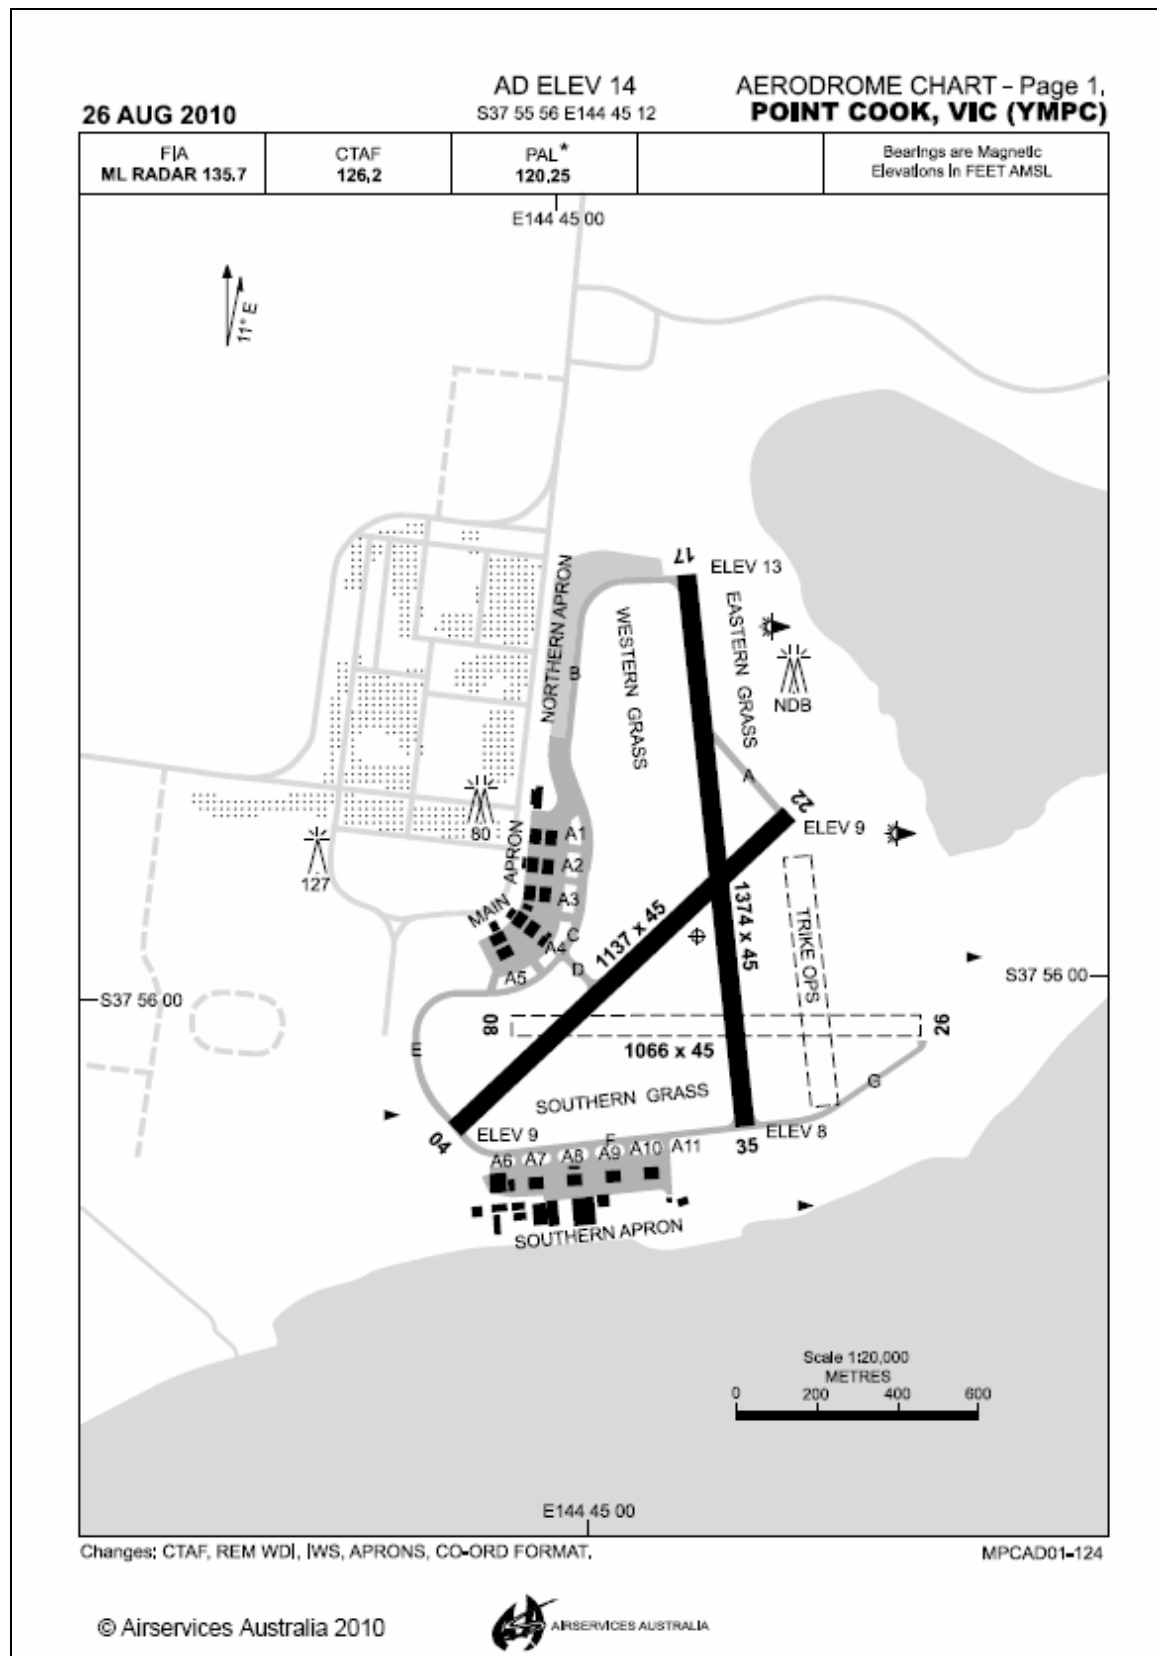 26 AUG 2010
AD ELEV 14
S37 55 56 E144 45 12
AERODROME CHART - Page 1.
POINT COOK, VIC (YMPC)
FIA
ML RADAR 135.7
CTAF
126.2
PAL*
120.25
Bearings are Magnetic
Elevations in FEET AMSL
E144 45 00
11° E
17
ELEV 13
NORTHERN APRON
WESTERN GRASS
EASTERN GRASS
NDB
B
A
22
ELEV 9
80
127
MAIN APRON
A1
A2
A3
A4
A5
C
D
1137 x 45
1374 x 45
TRIKE OPS
S37 56 00
S37 56 00
08
26
1066 x 45
E
G
SOUTHERN GRASS
04
ELEV 9
F
35
ELEV 8
A6 A7 A8 A9 A10 A11
SOUTHERN APRON
Scale 1:20,000
METRES
0 200 400 600
E144 45 00
Changes: CTAF, REM WDI, IWS, APRONS, CO-ORD FORMAT.
MPCAD01-124
© Airservices Australia 2010
AIRSERVICES AUSTRALIA